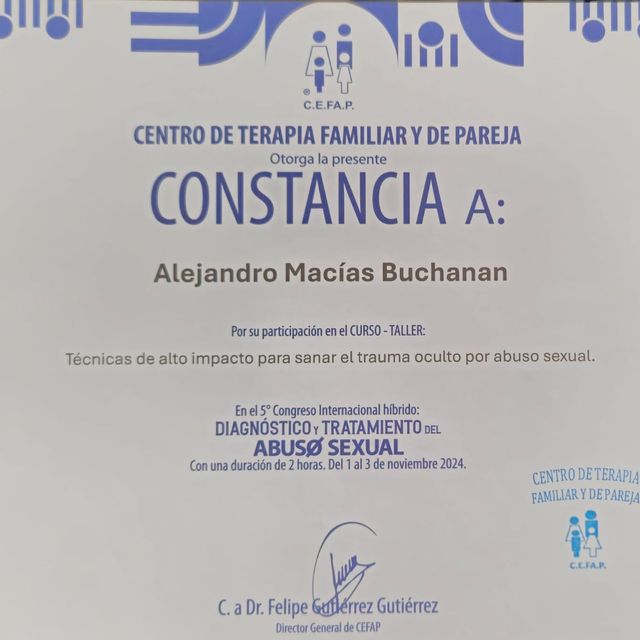 ® C.E.FA.P.
CENTRO DE TERAPIA FAMILIAR Y DE PAREJA
Otorga la presente
CONSTANCIA A:
Alejandro Macías Buchanan
Por su participación en el CURSO - TALLER:
Técnicas de alto impacto para sanar el trauma oculto por abuso sexual.
En el 5° Congreso Internacional híbrido:
DIAGNÓSTICO Y TRATAMIENTO DEL
ABUSO SEXUAL
Con una duración de 2 horas. Del 1 al 3 de noviembre 2024.
CENTRO DE TERAPIA
FAMILIAR Y DE PAREJA
C.E.FA.P.
C. a Dr. Felipe Gutiérrez Gutiérrez
Director General de CEFAP